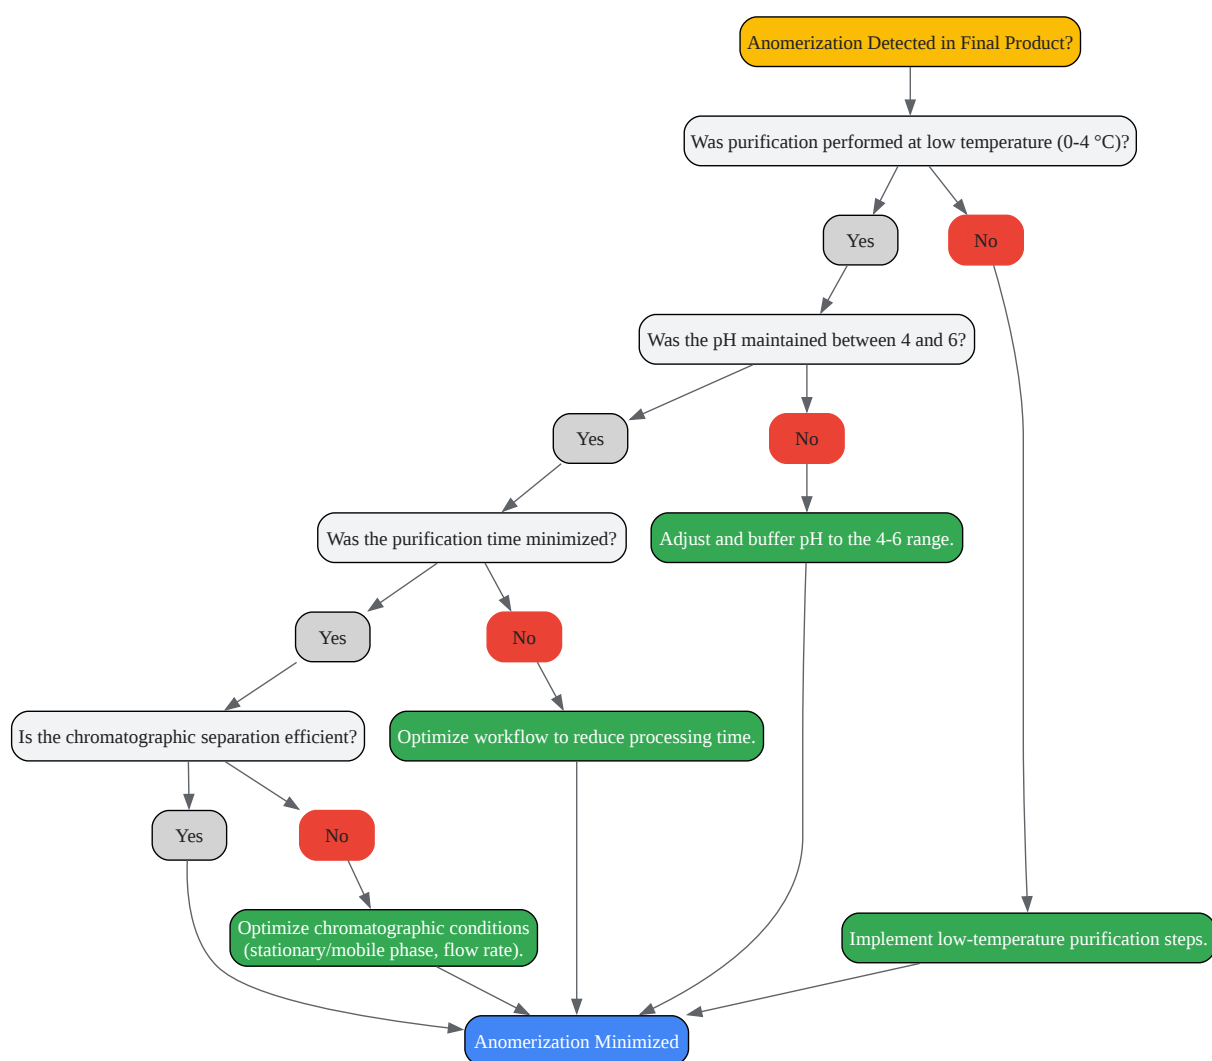 Anomerization Detected in Final Product?
Was purification performed at low temperature (0-4 °C)?
Yes
No
Was the pH maintained between 4 and 6?
Yes
No
Was the purification time minimized?
Adjust and buffer pH to the 4-6 range.
Yes
No
Is the chromatographic separation efficient?
Optimize workflow to reduce processing time.
Yes
No
Optimize chromatographic conditions
(stationary/mobile phase, flow rate).
Implement low-temperature purification steps.
Anomerization Minimized